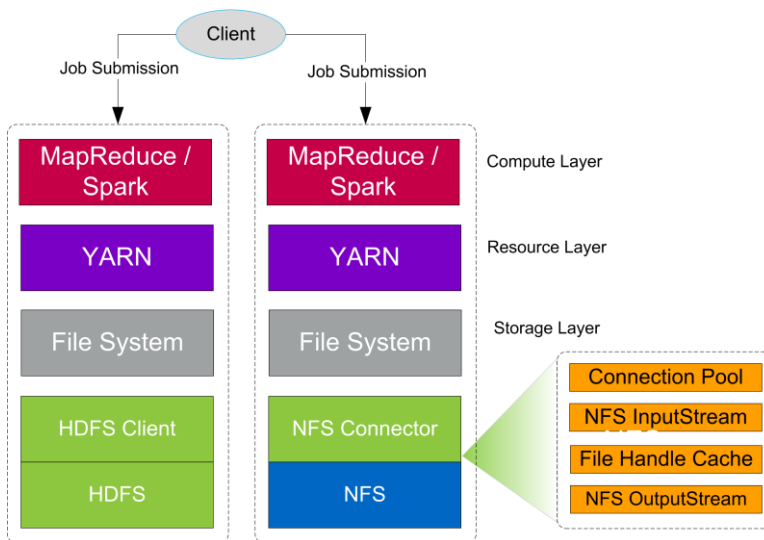 Client
Job Submission
Job Submission
MapReduce /
Spark
MapReduce /
Spark
Compute Layer
YARN
YARN
Resource Layer
File System
File System
Storage Layer
HDFS Client
NFS Connector
HDFS
NFS
Connection Pool
NFS InputStream
File Handle Cache
NFS OutputStream